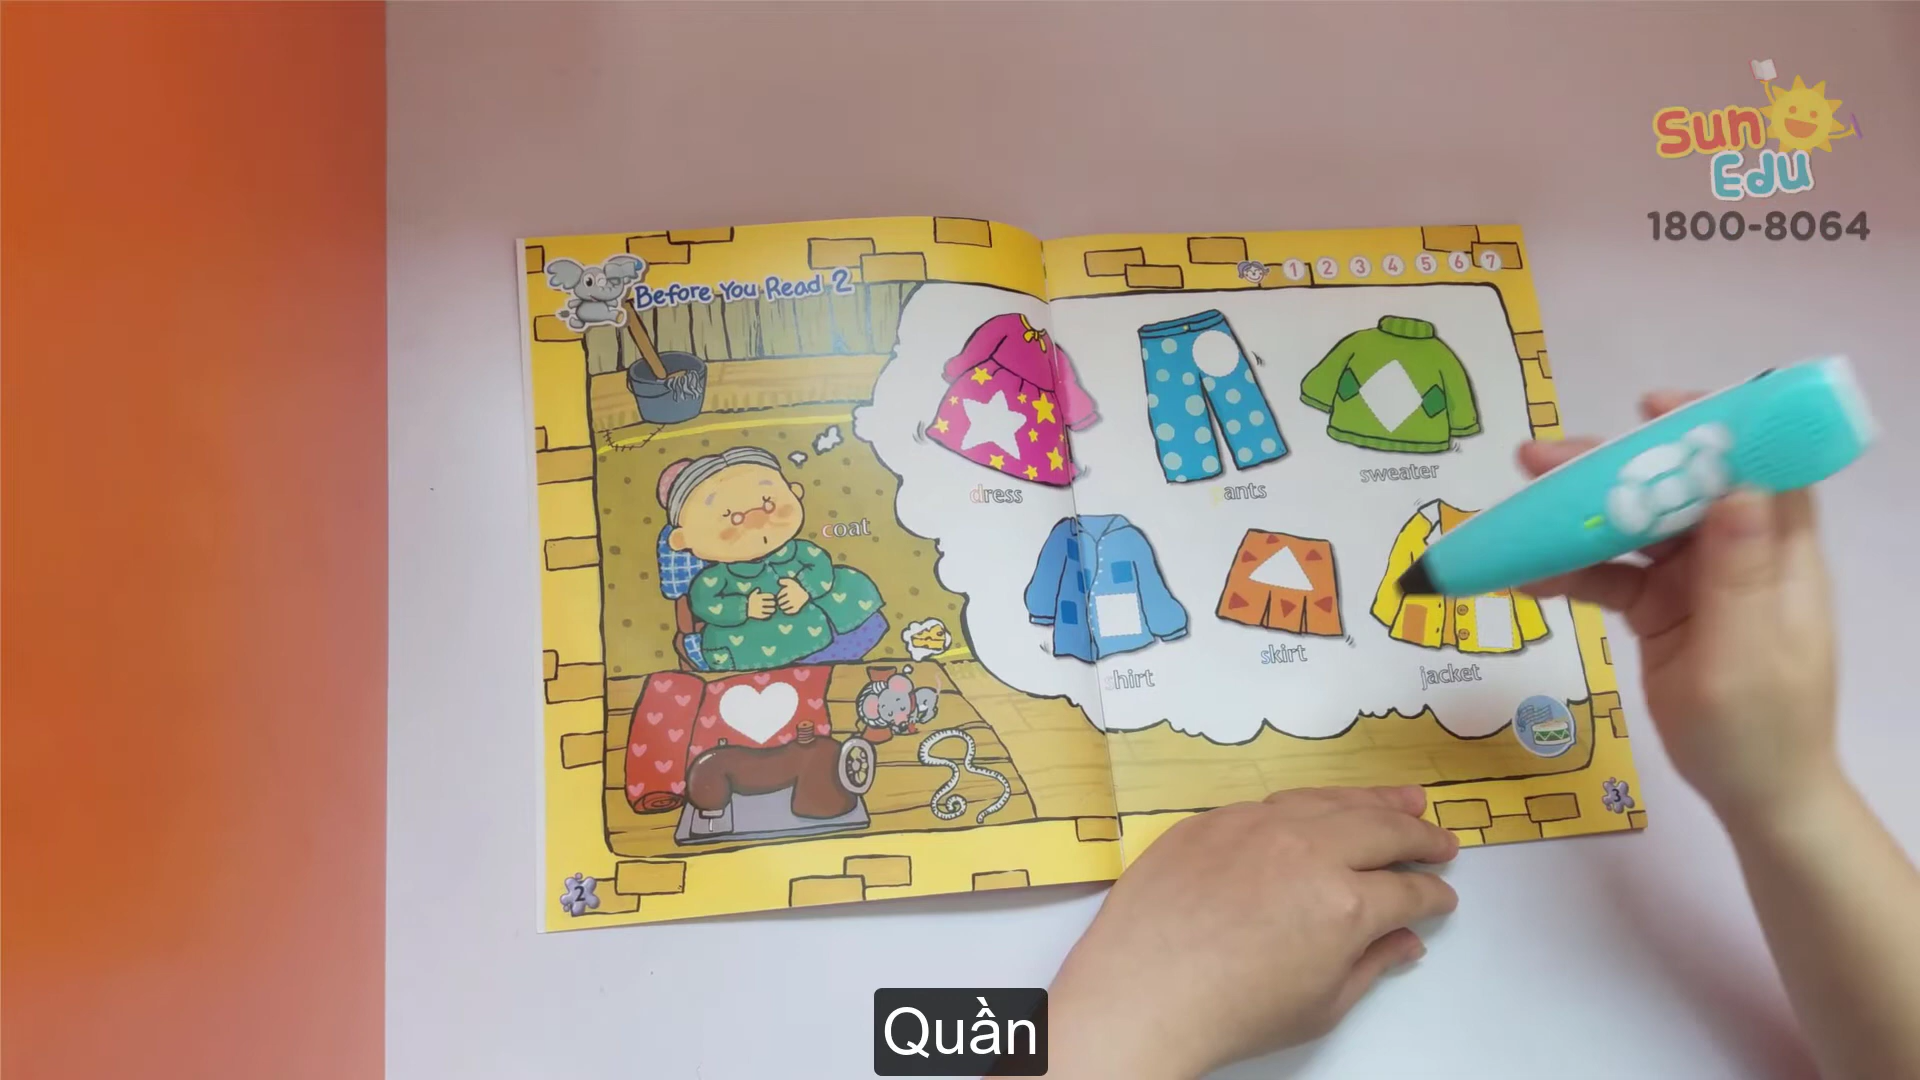 Sun
Edu
1800-8064
Before You Read 2
1 2 3 4 5 6 7
dress
pants
sweater
coat
shirt
skirt
jacket
2
3
Quần